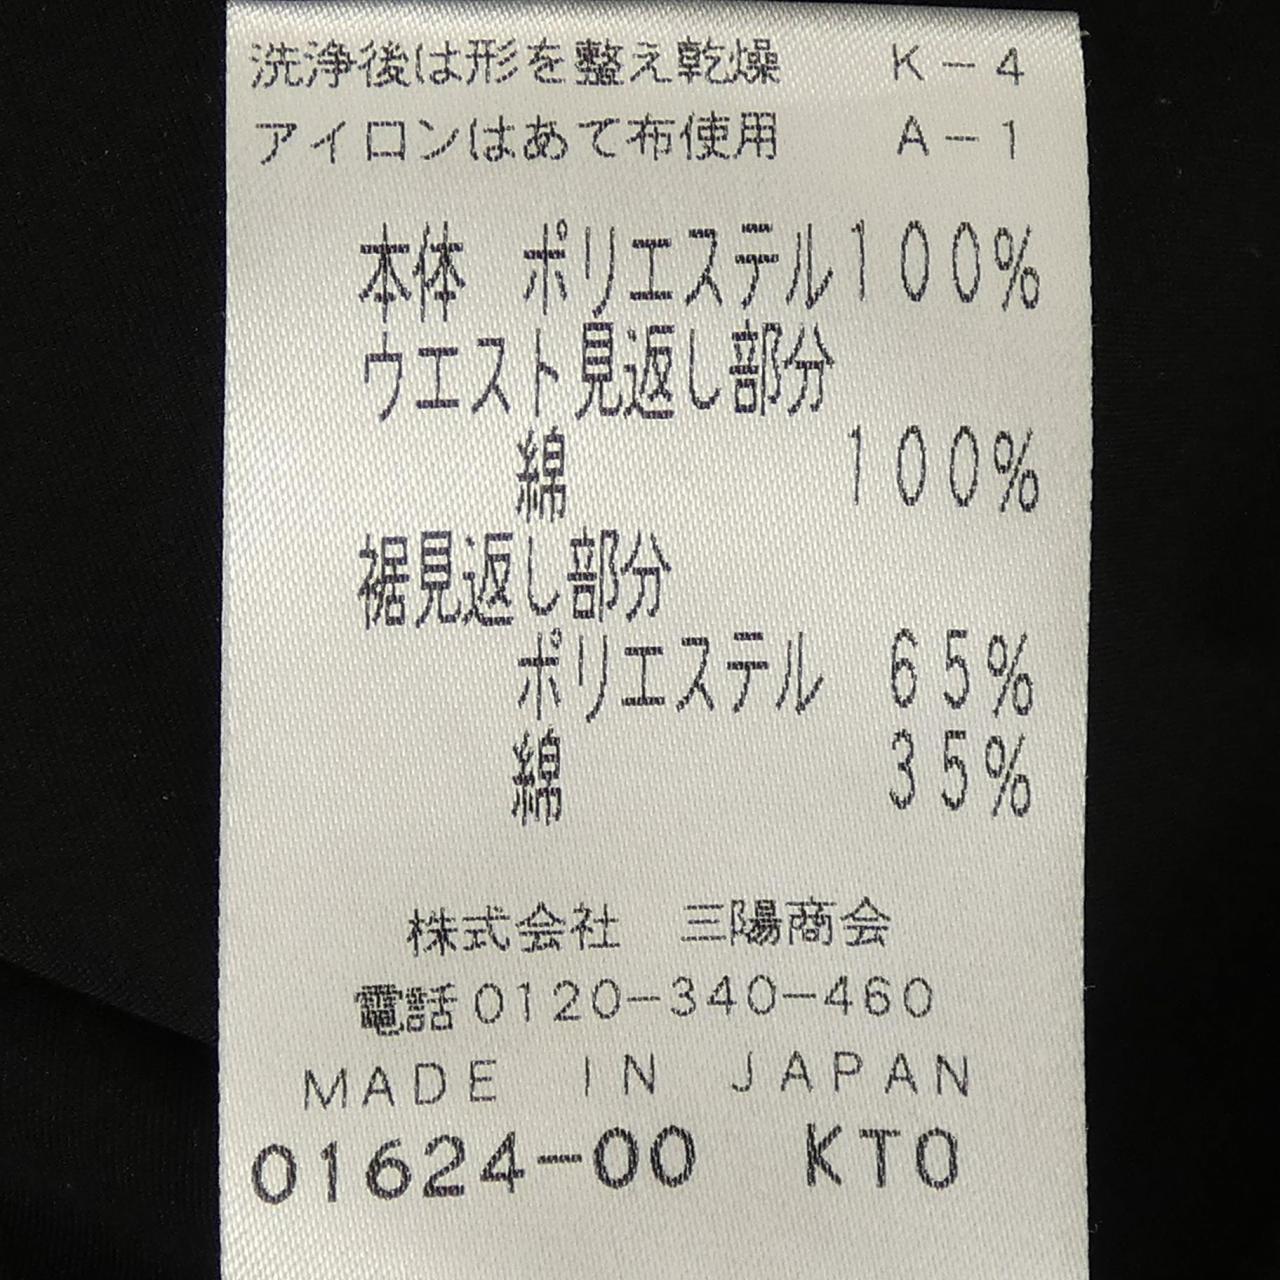 洗浄後は形を整え乾燥 K-4
アイロンはあて布使用 A-1
本体 ポリエステル100%
ウエスト見返し部分
綿 100%
裾見返し部分
ポリエステル 65%
綿 35%
株式会社 三陽商会
電話0120-340-460
MADE IN JAPAN
01624-00 KTO